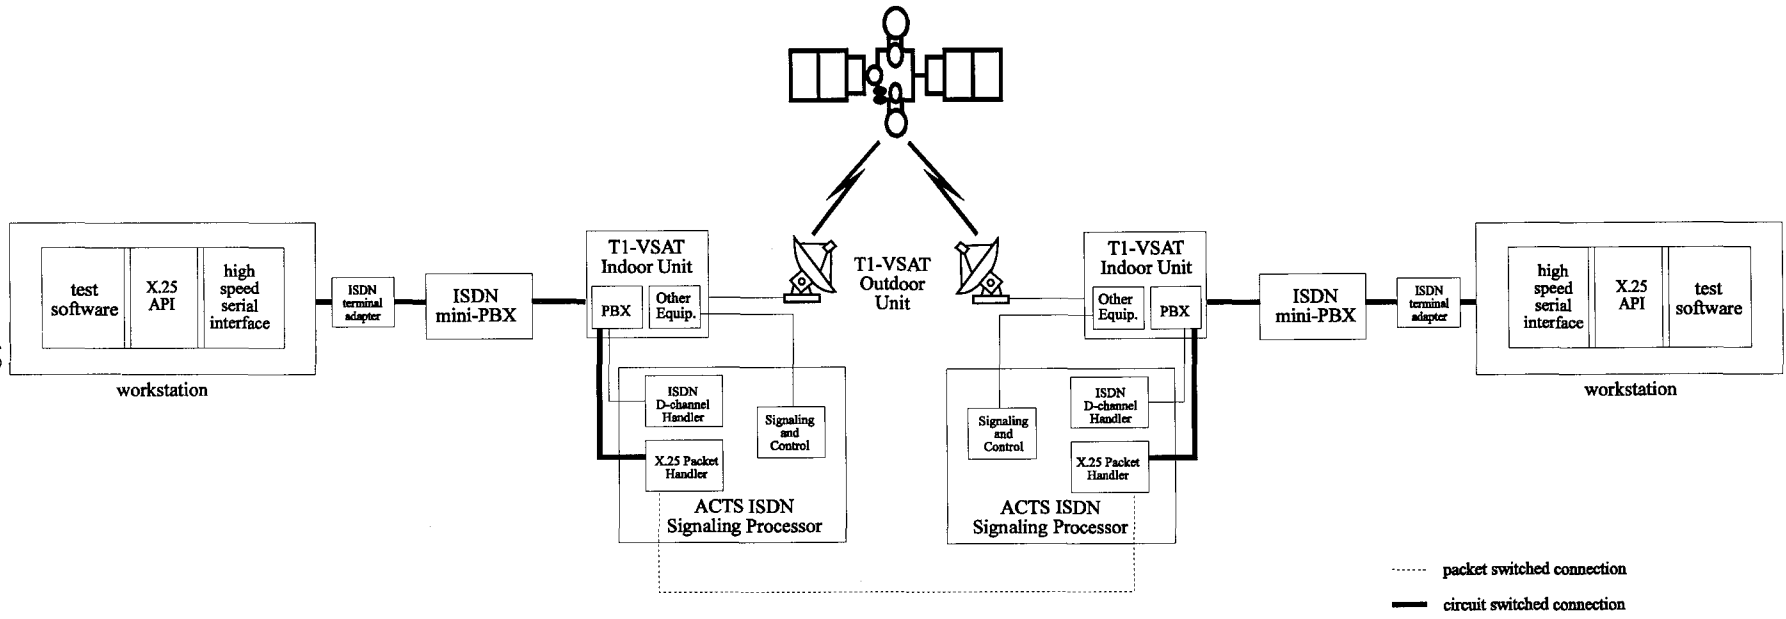 test
software
X.25
API
high
speed
serial
interface
workstation
ISDN
terminal
adapter
ISDN
mini-PBX
T1-VSAT
Indoor Unit
PBX
Other
Equip.
ISDN
D-channel
Handler
X.25 Packet
Handler
Signaling
and
Control
ACTS ISDN
Signaling Processor
T1-VSAT
Outdoor
Unit
T1-VSAT
Indoor Unit
Other
Equip.
PBX
Signaling
and
Control
ISDN
D-channel
Handler
X.25 Packet
Handler
ACTS ISDN
Signaling Processor
ISDN
mini-PBX
ISDN
terminal
adapter
high
speed
serial
interface
X.25
API
test
software
workstation
packet switched connection
circuit switched connection